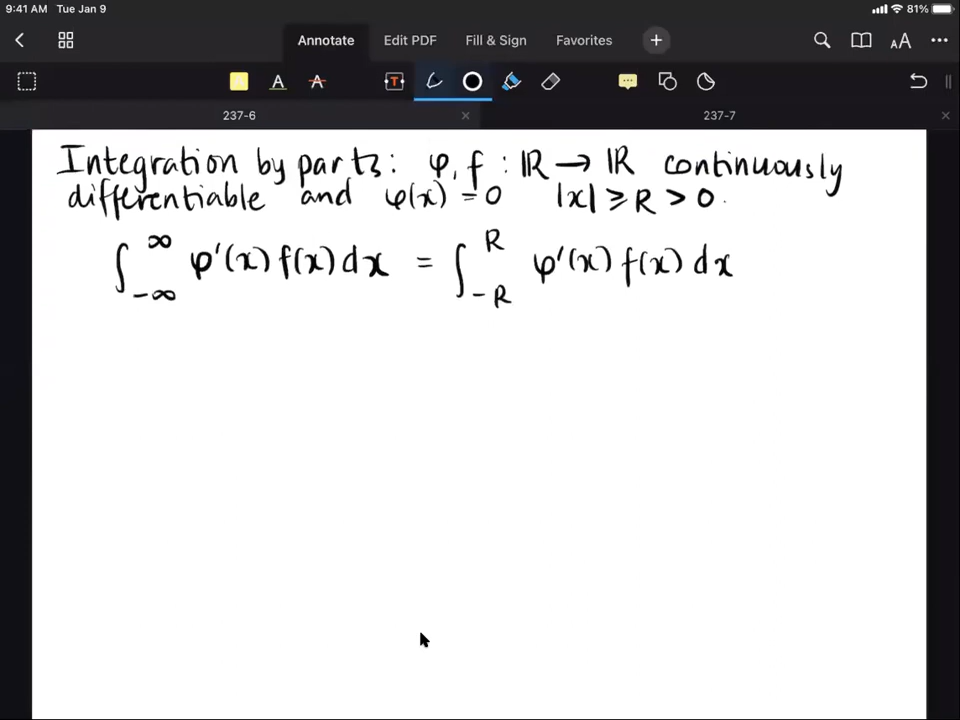 9:41 AM Tue Jan 9 81%
Annotate Edit PDF Fill & Sign Favorites + AA
A A T
237-6 × 237-7 ×
Integration by parts: φ, f : ℝ → ℝ continuously
differentiable and φ(x) = 0 |x| ≥ R > 0.
∫_{-∞}^{∞} φ'(x) f(x) dx = ∫_{-R}^{R} φ'(x) f(x) dx